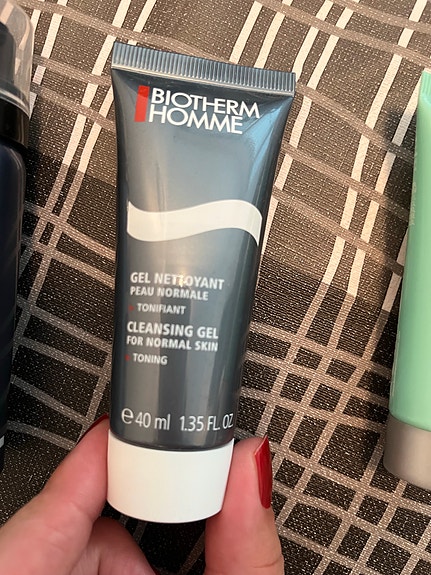 BIOTHERM
HOMME
GEL NETTOYANT
PEAU NORMALE
+ TONIFIANT
CLEANSING GEL
FOR NORMAL SKIN
+ TONING
℮ 40 ml 1.35 FL. OZ